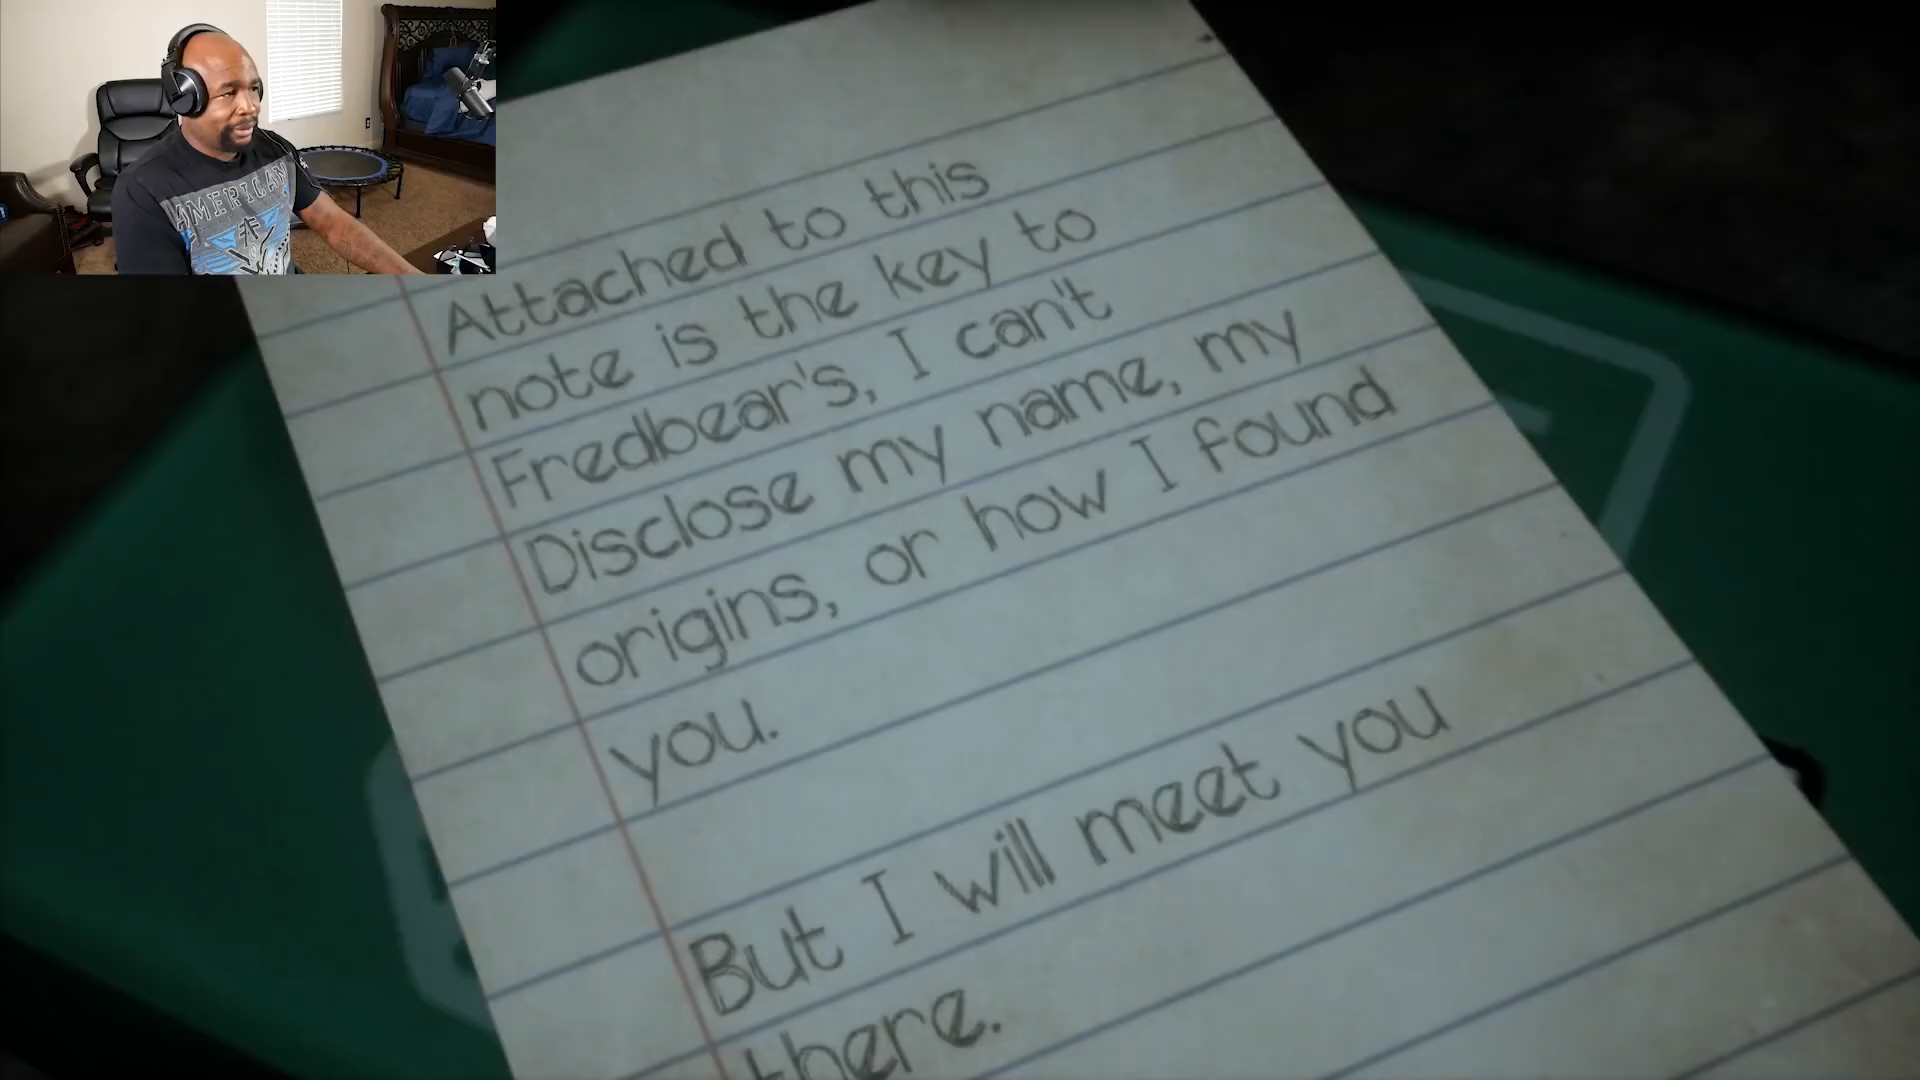 AMERICAN
Attached to this
note is the key to
Fredbear's, I can't
Disclose my name, my
origins, or how I found
you.
But I will meet you
there.